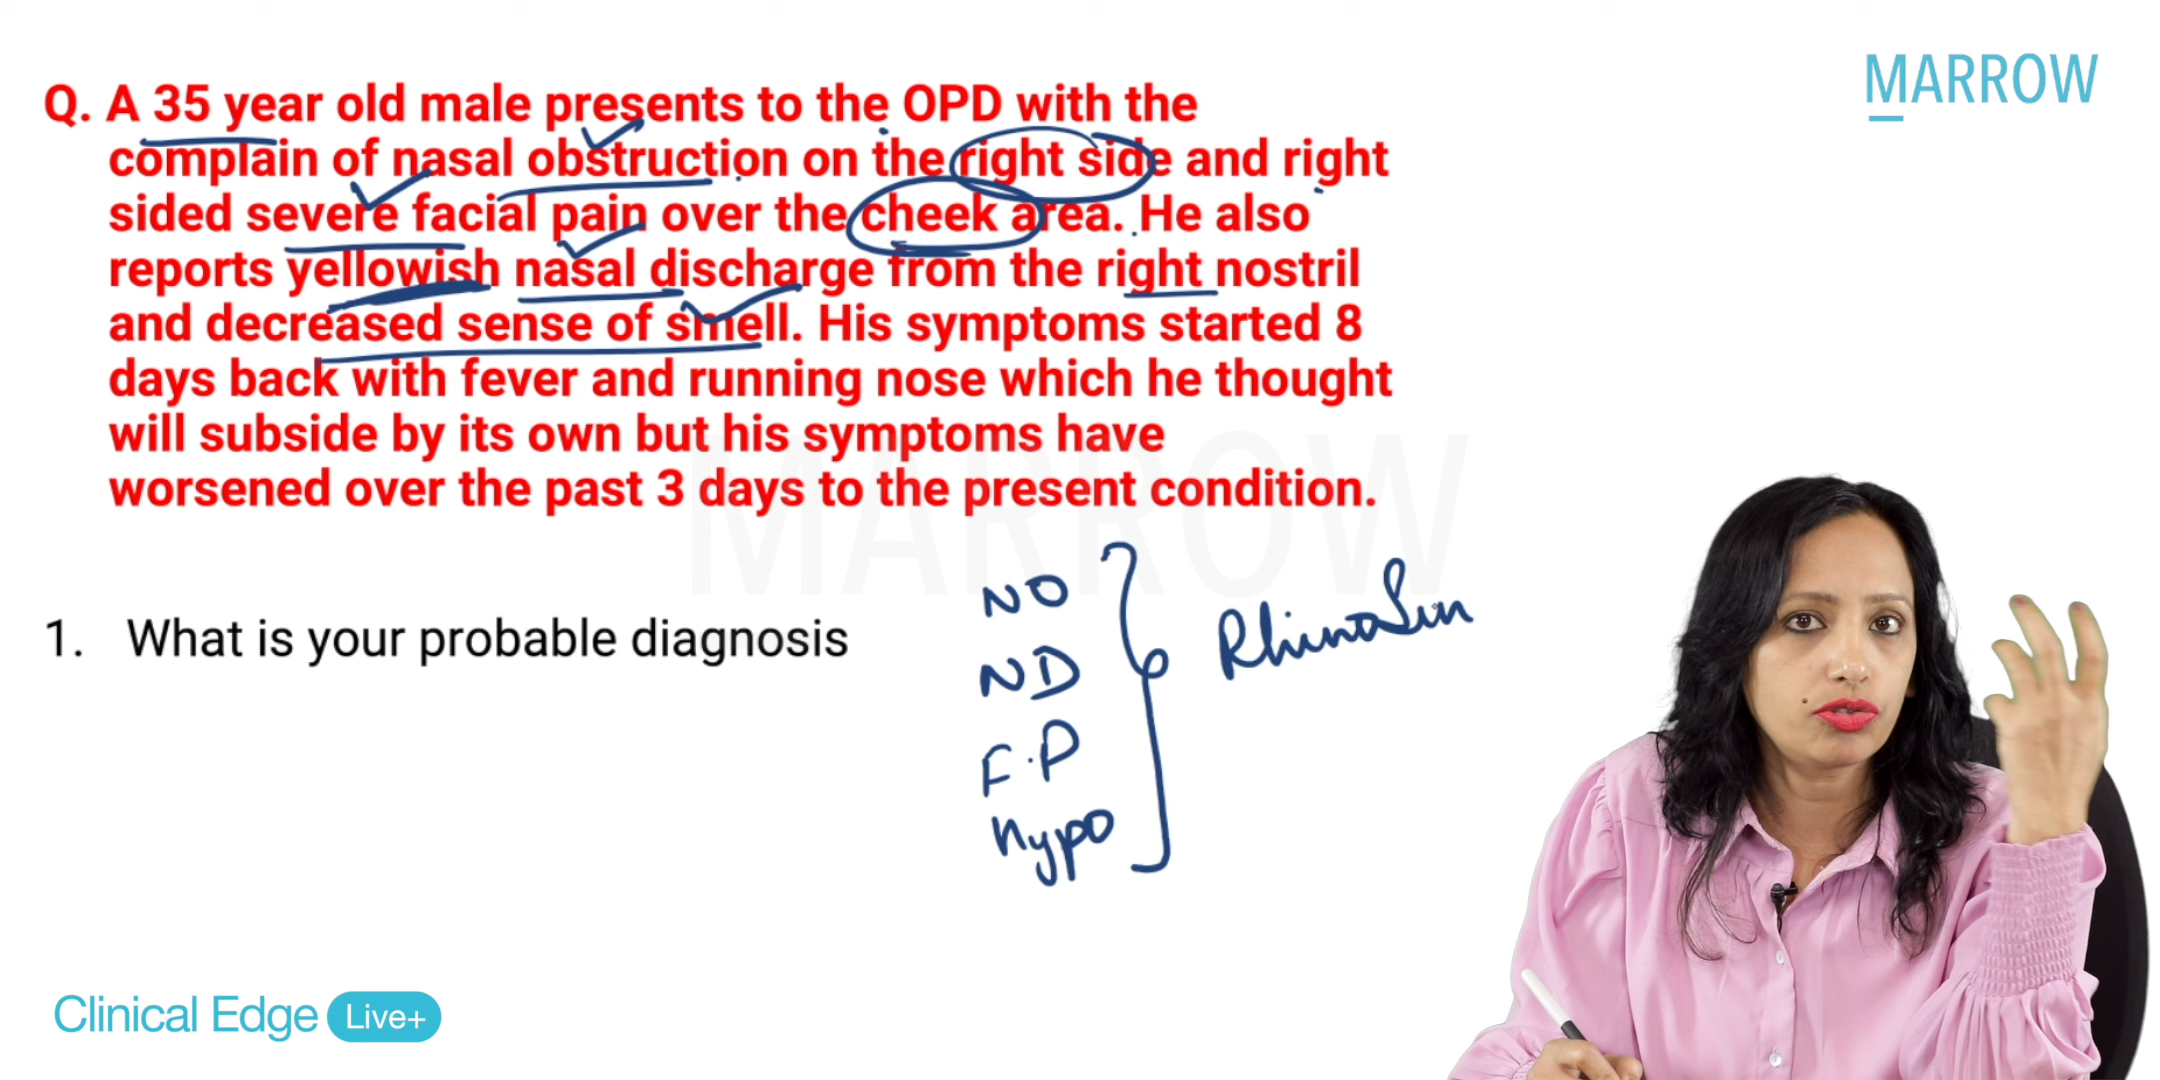 MARROW
Q. A 35 year old male presents to the OPD with the
complain of nasal obstruction on the right side and right
sided severe facial pain over the cheek area. He also
reports yellowish nasal discharge from the right nostril
and decreased sense of smell. His symptoms started 8
days back with fever and running nose which he thought
will subside by its own but his symptoms have
worsened over the past 3 days to the present condition.
MARROW
1. What is your probable diagnosis
NO
ND
F.P
hypo
RhinoSin
Clinical Edge Live+